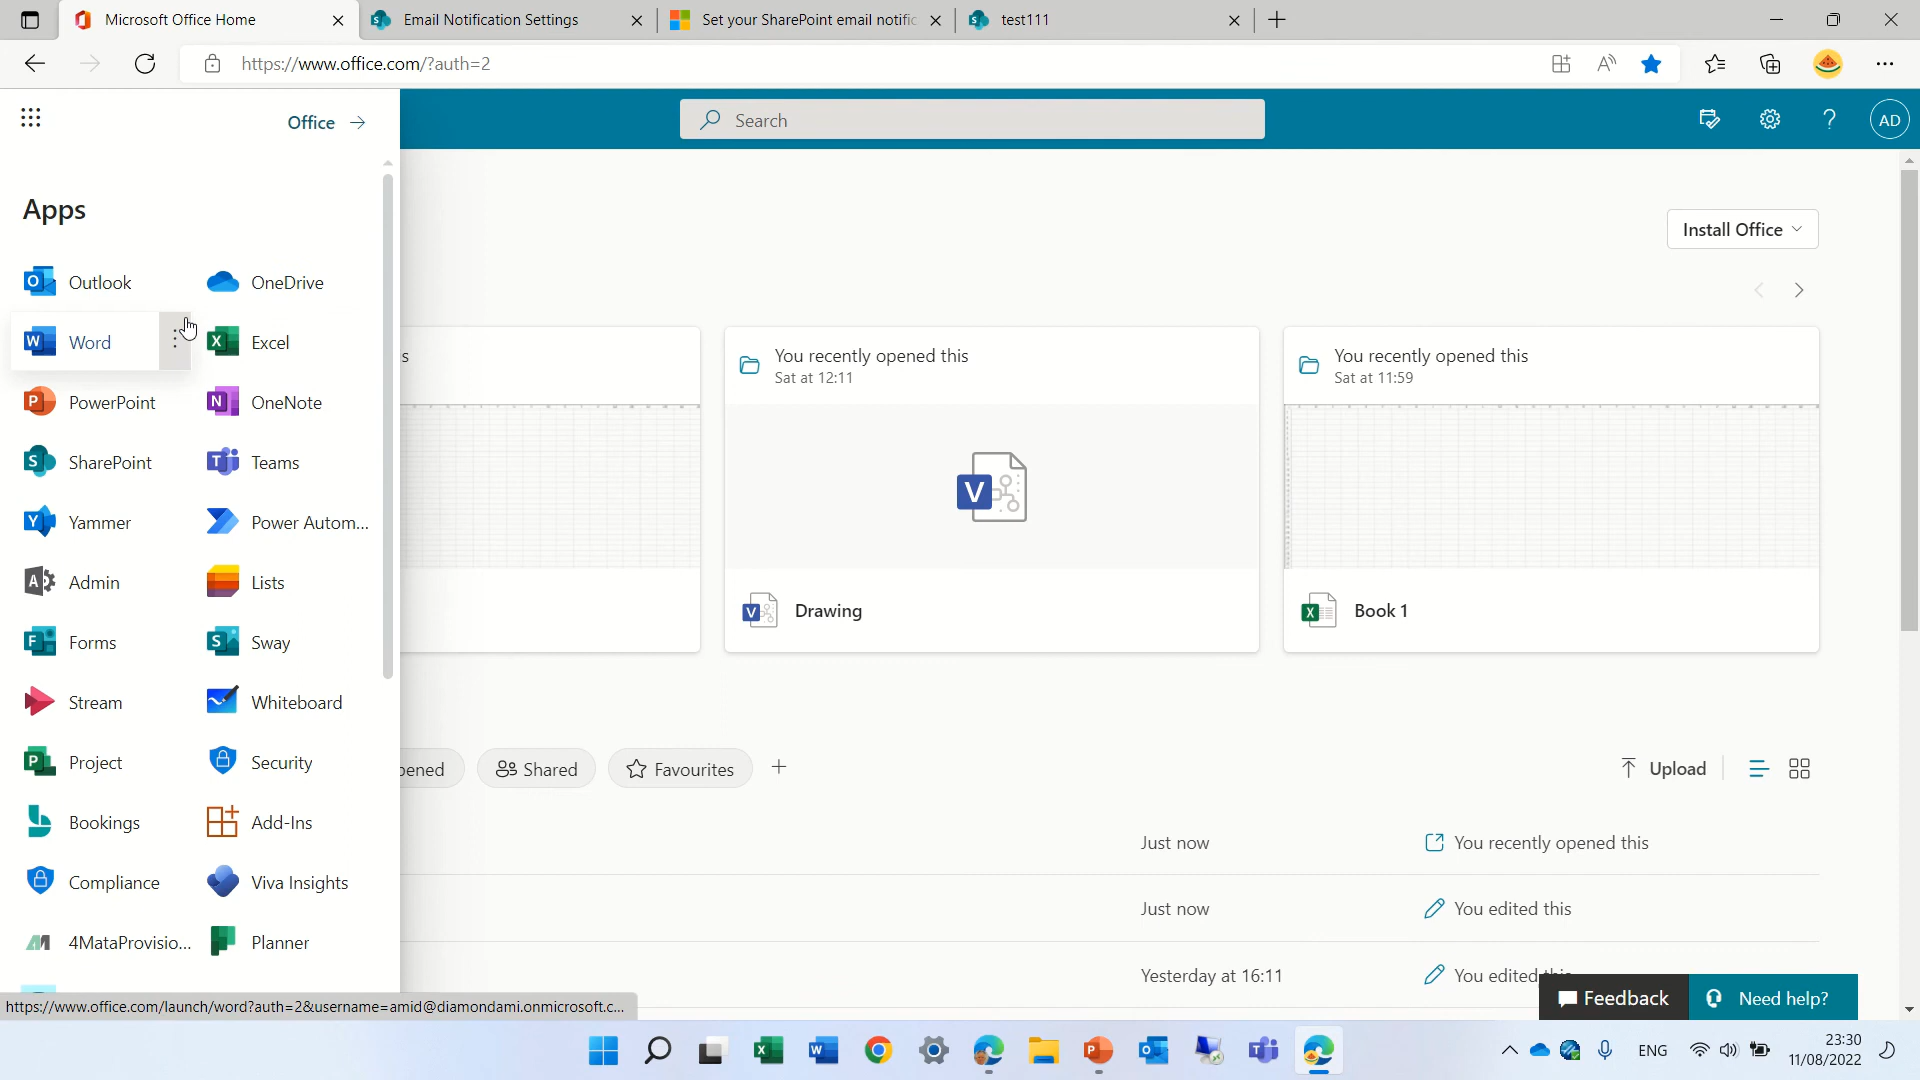 Microsoft Office Home
Email Notification Settings
Set your SharePoint email notific
test111
https://www.office.com/?auth=2
Office
Search
AD
Apps
Install Office
Outlook
OneDrive
Word
Excel
s
You recently opened this
Sat at 12:11
You recently opened this
Sat at 11:59
PowerPoint
OneNote
SharePoint
Teams
Yammer
Power Autom...
Admin
Lists
Drawing
Book 1
Forms
Sway
Stream
Whiteboard
Project
Security
pened
Shared
Favourites
Upload
Bookings
Add-Ins
Just now
You recently opened this
Compliance
Viva Insights
Just now
You edited this
4MataProvisio...
Planner
Yesterday at 16:11
You edited this
Feedback
Need help?
https://www.office.com/launch/word?auth=2&username=amid@diamondami.onmicrosoft.c...
ENG
23:30
11/08/2022